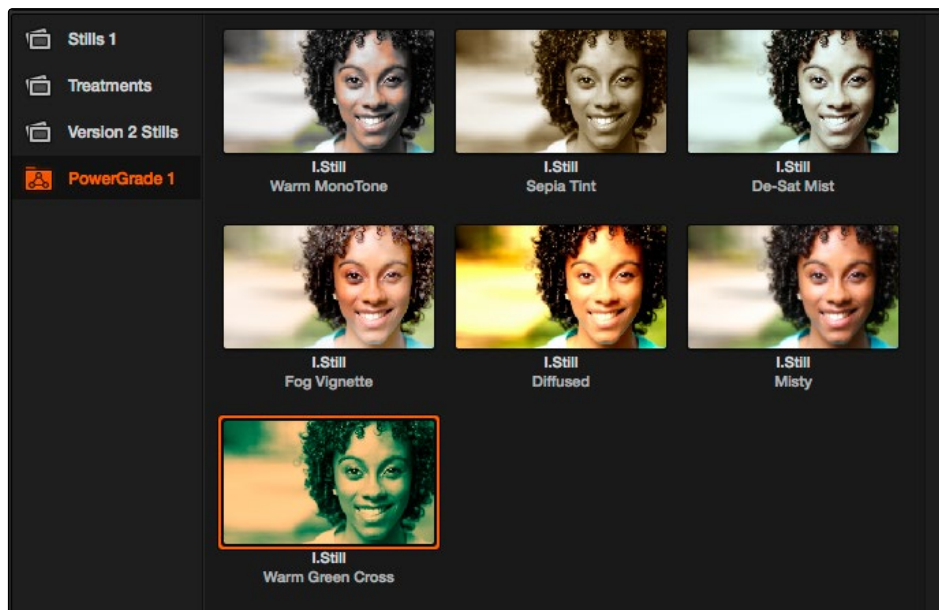 Stills 1
Treatments
Version 2 Stills
PowerGrade 1
I.Still
Warm MonoTone
I.Still
Sepia Tint
I.Still
De-Sat Mist
I.Still
Fog Vignette
I.Still
Diffused
I.Still
Misty
I.Still
Warm Green Cross